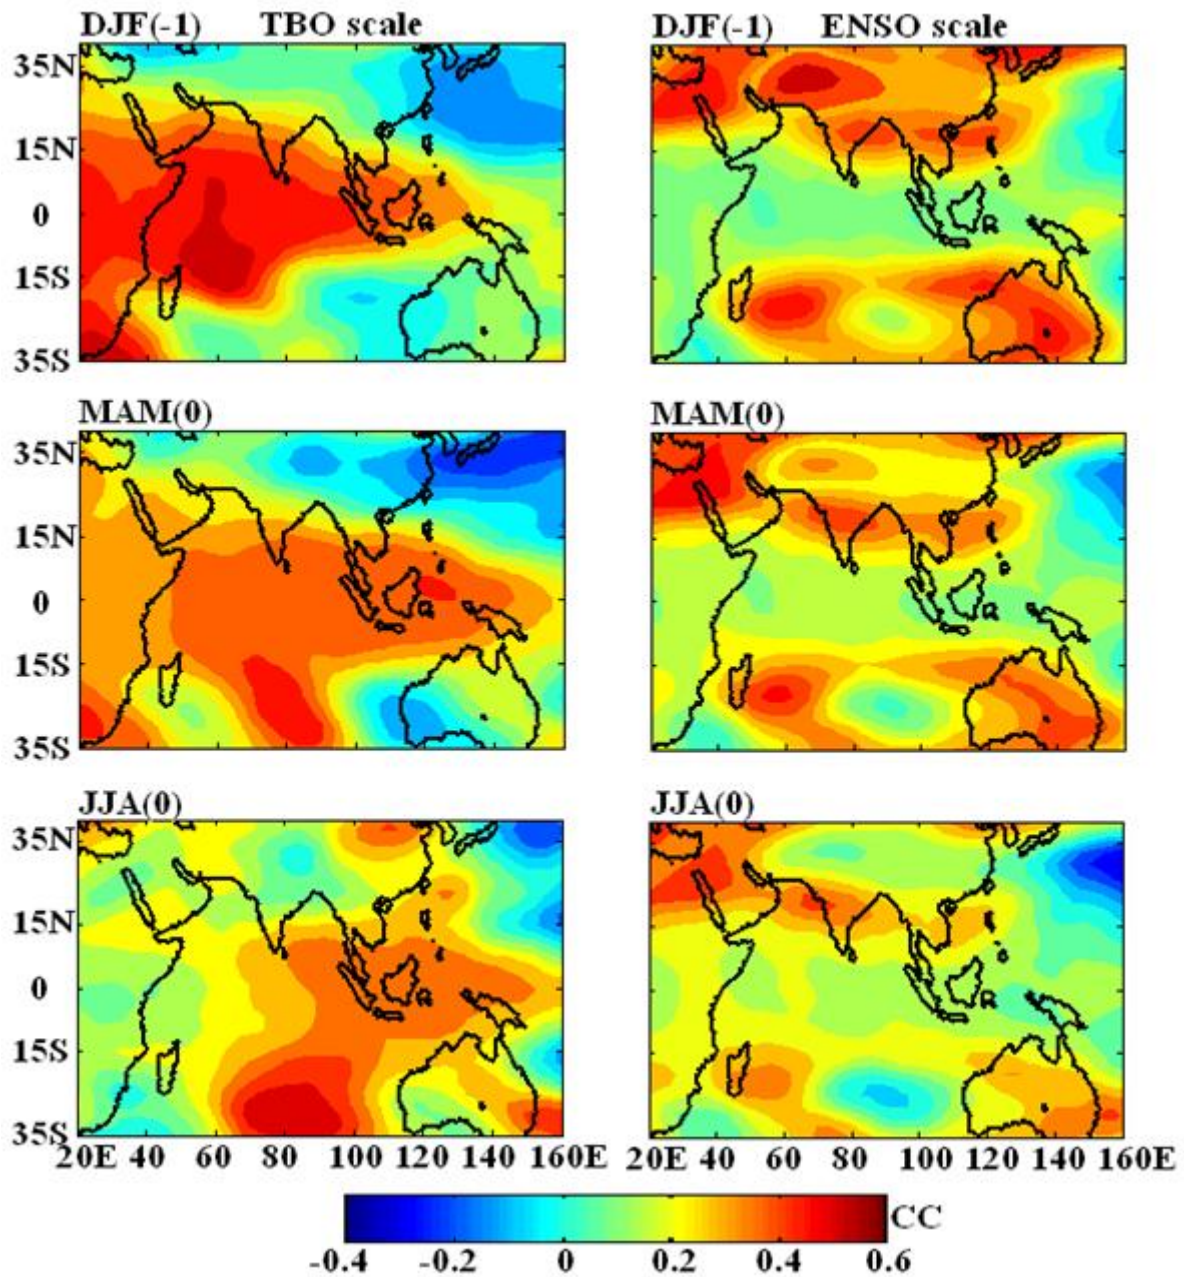 DJF(-1) TBO scale
DJF(-1) ENSO scale
35N
15N
0
15S
35S
MAM(0)
MAM(0)
35N
15N
0
15S
35S
JJA(0)
JJA(0)
35N
15N
0
15S
35S
20E 40 60 80 100 120 140 160E
20E 40 60 80 100 120 140 160E
CC
-0.4 -0.2 0 0.2 0.4 0.6